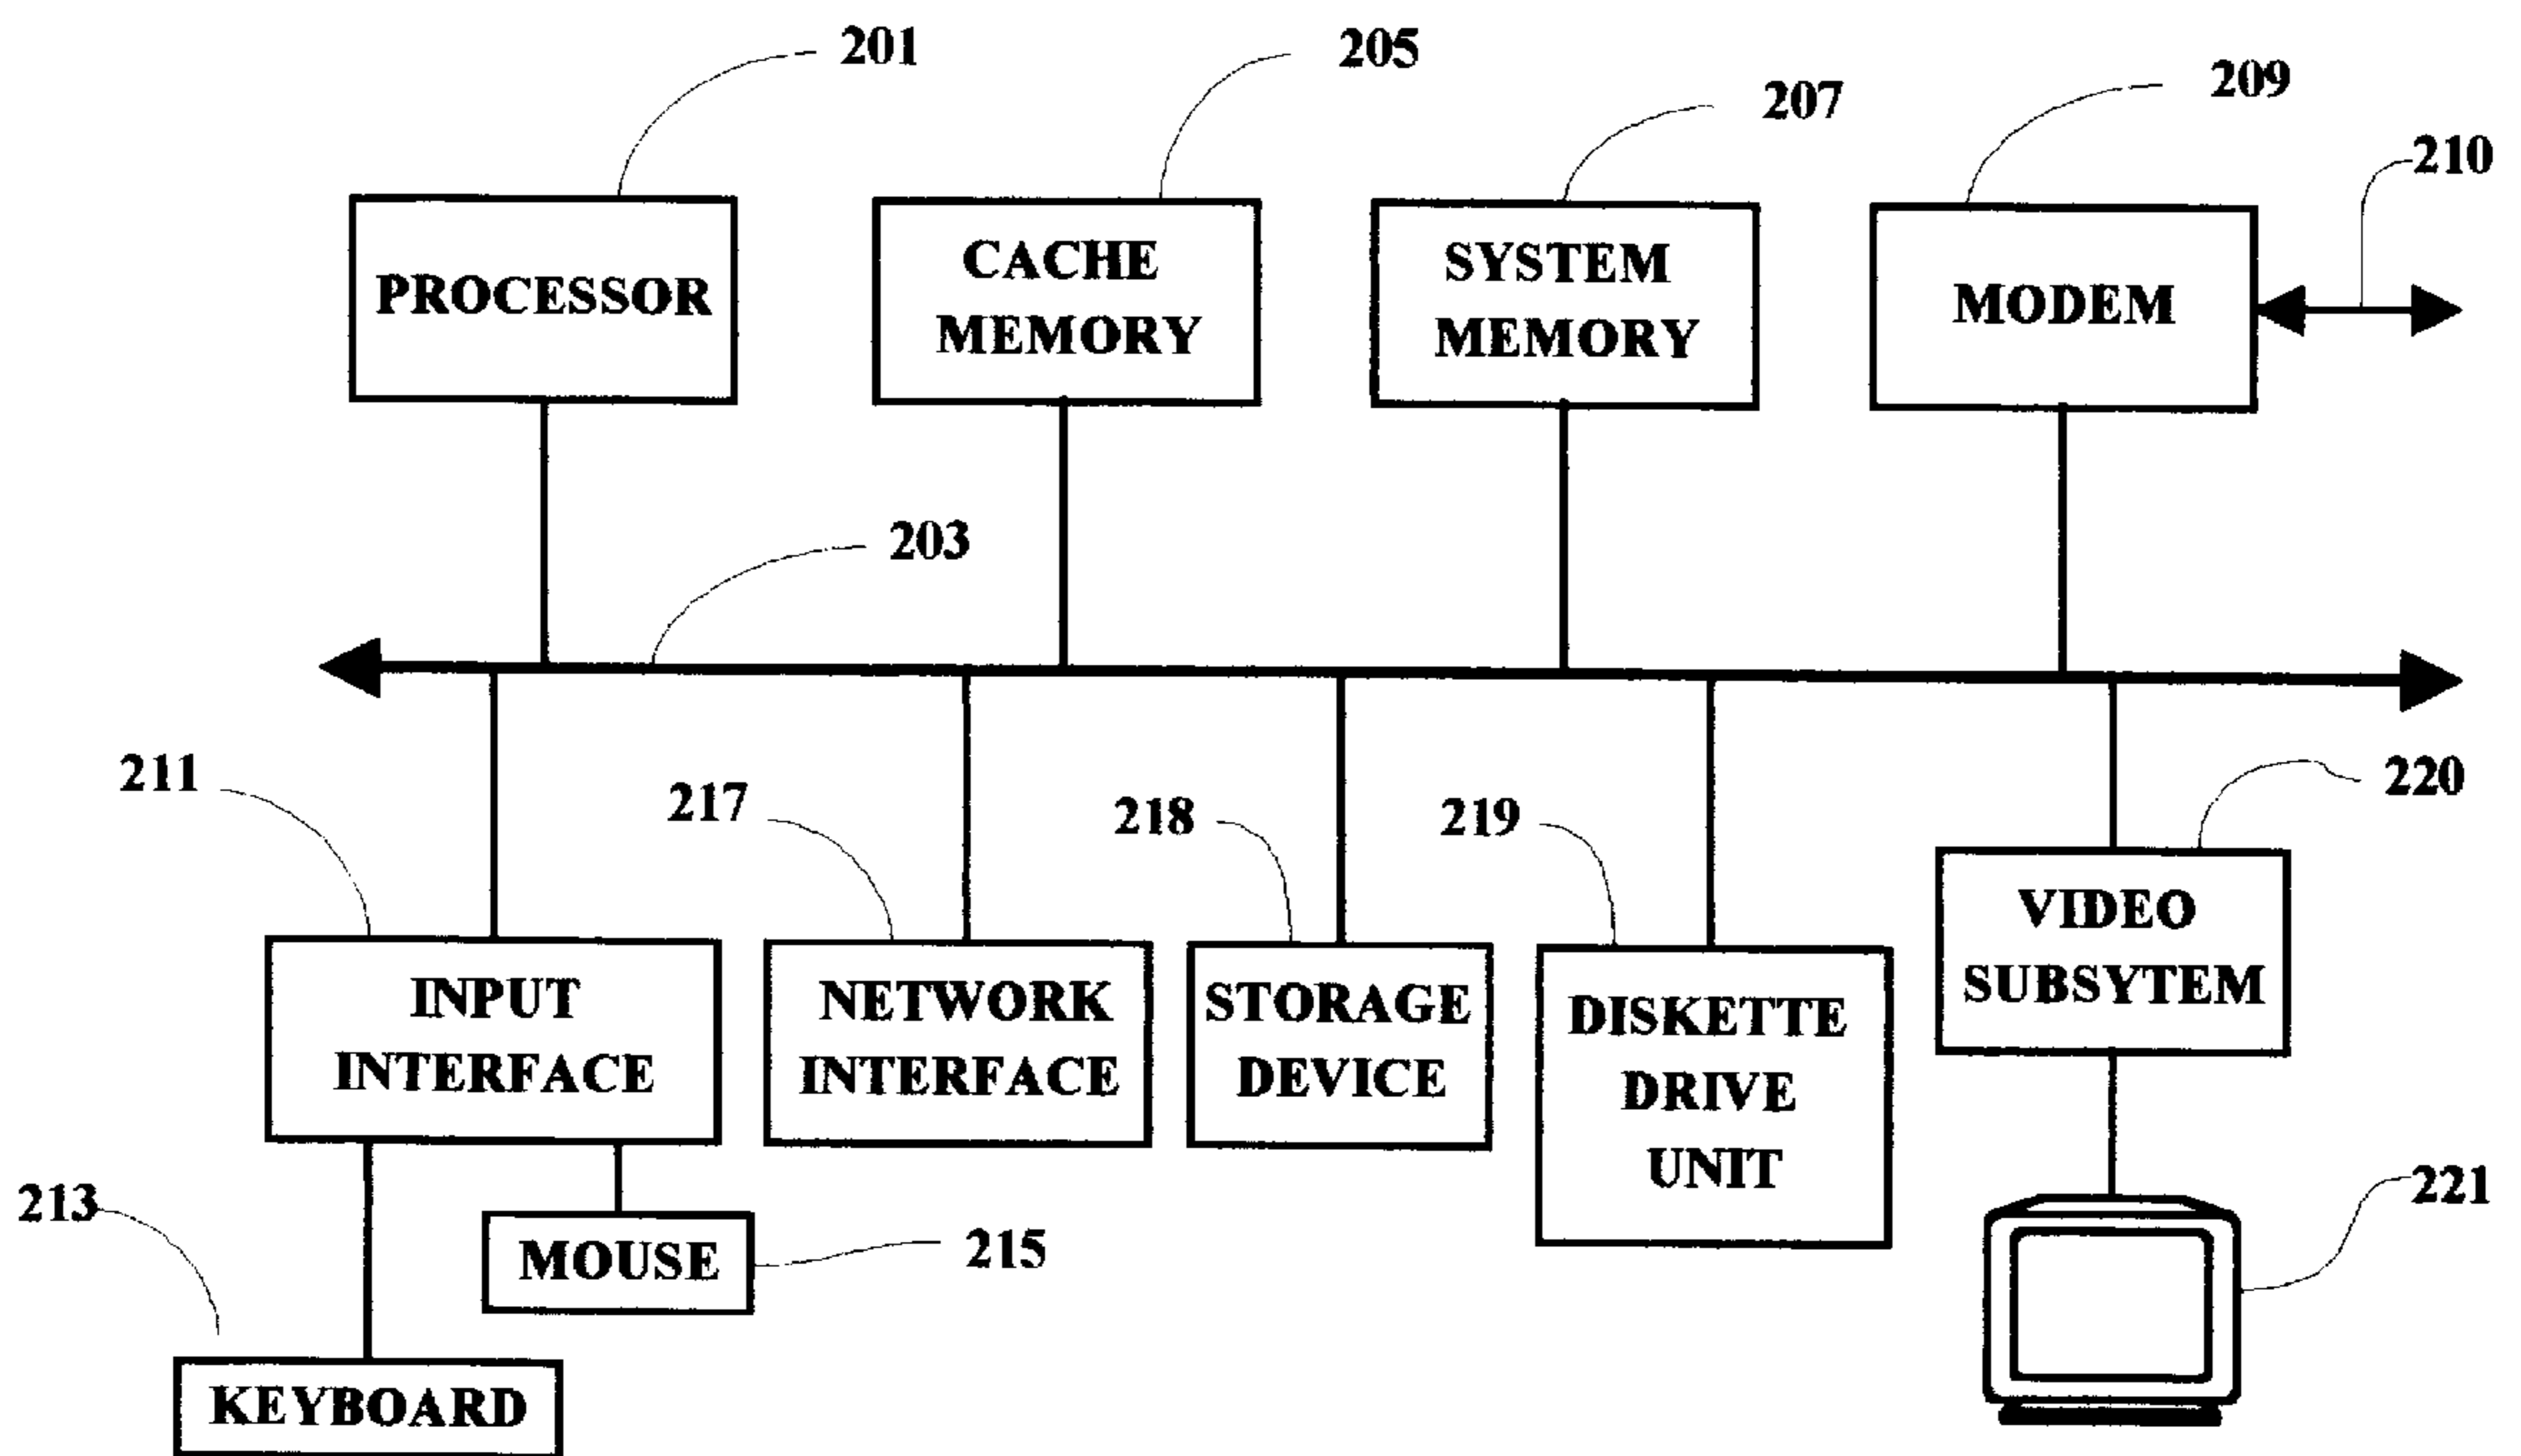 201
205
207
209
210
PROCESSOR
CACHE
MEMORY
SYSTEM
MEMORY
MODEM
203
211
217
218
219
220
INPUT
INTERFACE
NETWORK
INTERFACE
STORAGE
DEVICE
DISKETTE
DRIVE
UNIT
VIDEO
SUBSYTEM
213
MOUSE
215
221
KEYBOARD